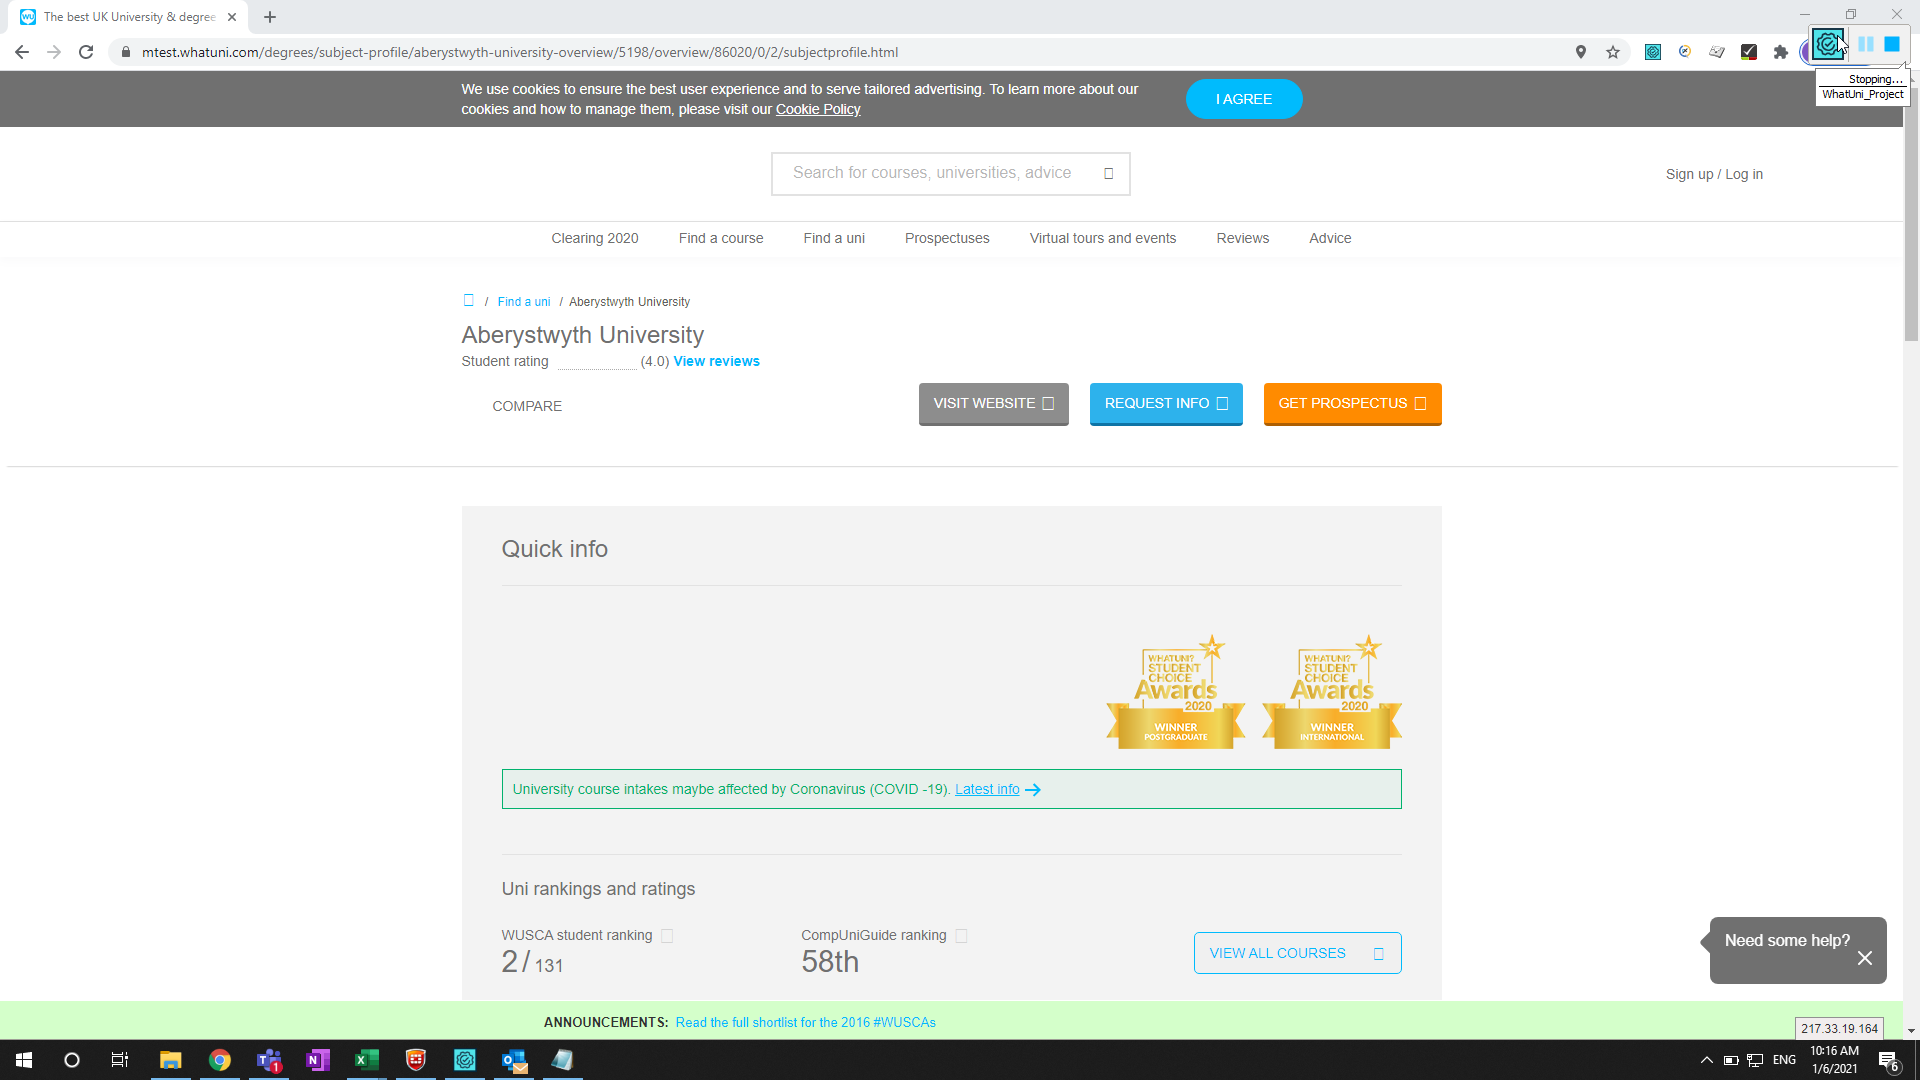 The best UK University & degree
mtest.whatuni.com/degrees/subject-profile/aberystwyth-university-overview/5198/overview/86020/0/2/subjectprofile.html
Stopping...
WhatUni_Project
We use cookies to ensure the best user experience and to serve tailored advertising. To learn more about our
cookies and how to manage them, please visit our Cookie Policy
I AGREE
Search for courses, universities, advice
Sign up / Log in
Clearing 2020 Find a course Find a uni Prospectuses Virtual tours and events Reviews Advice
/ Find a uni / Aberystwyth University
Aberystwyth University
Student rating (4.0) View reviews
COMPARE
VISIT WEBSITE
REQUEST INFO
GET PROSPECTUS
Quick info
WHATUNI?
STUDENT
CHOICE
Awards
2020
WINNER
POSTGRADUATE
WHATUNI?
STUDENT
CHOICE
Awards
2020
WINNER
INTERNATIONAL
University course intakes maybe affected by Coronavirus (COVID -19). Latest info
Uni rankings and ratings
WUSCA student ranking
2 / 131
CompUniGuide ranking
58th
VIEW ALL COURSES
Need some help?
ANNOUNCEMENTS: Read the full shortlist for the 2016 #WUSCAs
217.33.19.164
ENG
10:16 AM
1/6/2021
6
1